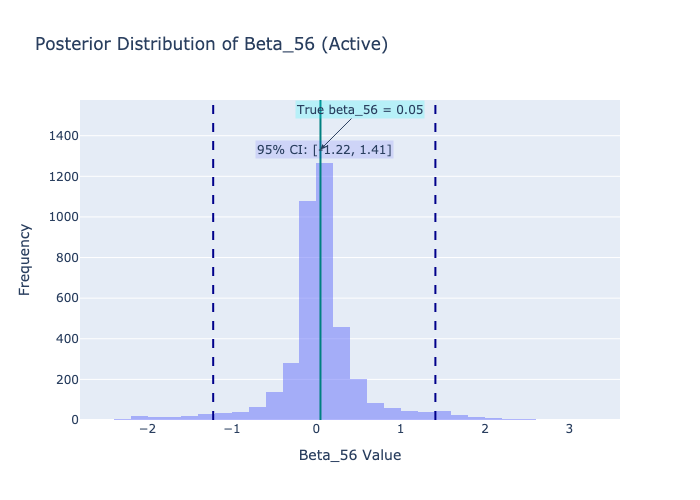 Posterior Distribution of Beta_56 (Active)
True beta_56 = 0.05
95% CI: [-1.22, 1.41]
1400
1200
1000
800
600
400
200
0
Frequency
−2
−1
0
1
2
3
Beta_56 Value